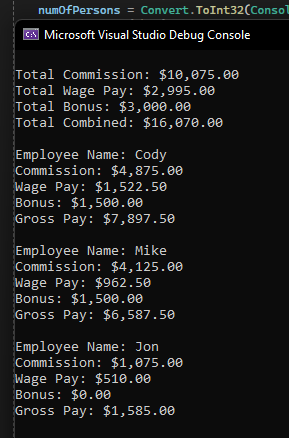 numOfPersons = Convert.ToInt32(Consol
Microsoft Visual Studio Debug Console
Total Commission: $10,075.00
Total Wage Pay: $2,995.00
Total Bonus: $3,000.00
Total Combined: $16,070.00
Employee Name: Cody
Commission: $4,875.00
Wage Pay: $1,522.50
Bonus: $1,500.00
Gross Pay: $7,897.50
Employee Name: Mike
Commission: $4,125.00
Wage Pay: $962.50
Bonus: $1,500.00
Gross Pay: $6,587.50
Employee Name: Jon
Commission: $1,075.00
Wage Pay: $510.00
Bonus: $0.00
Gross Pay: $1,585.00